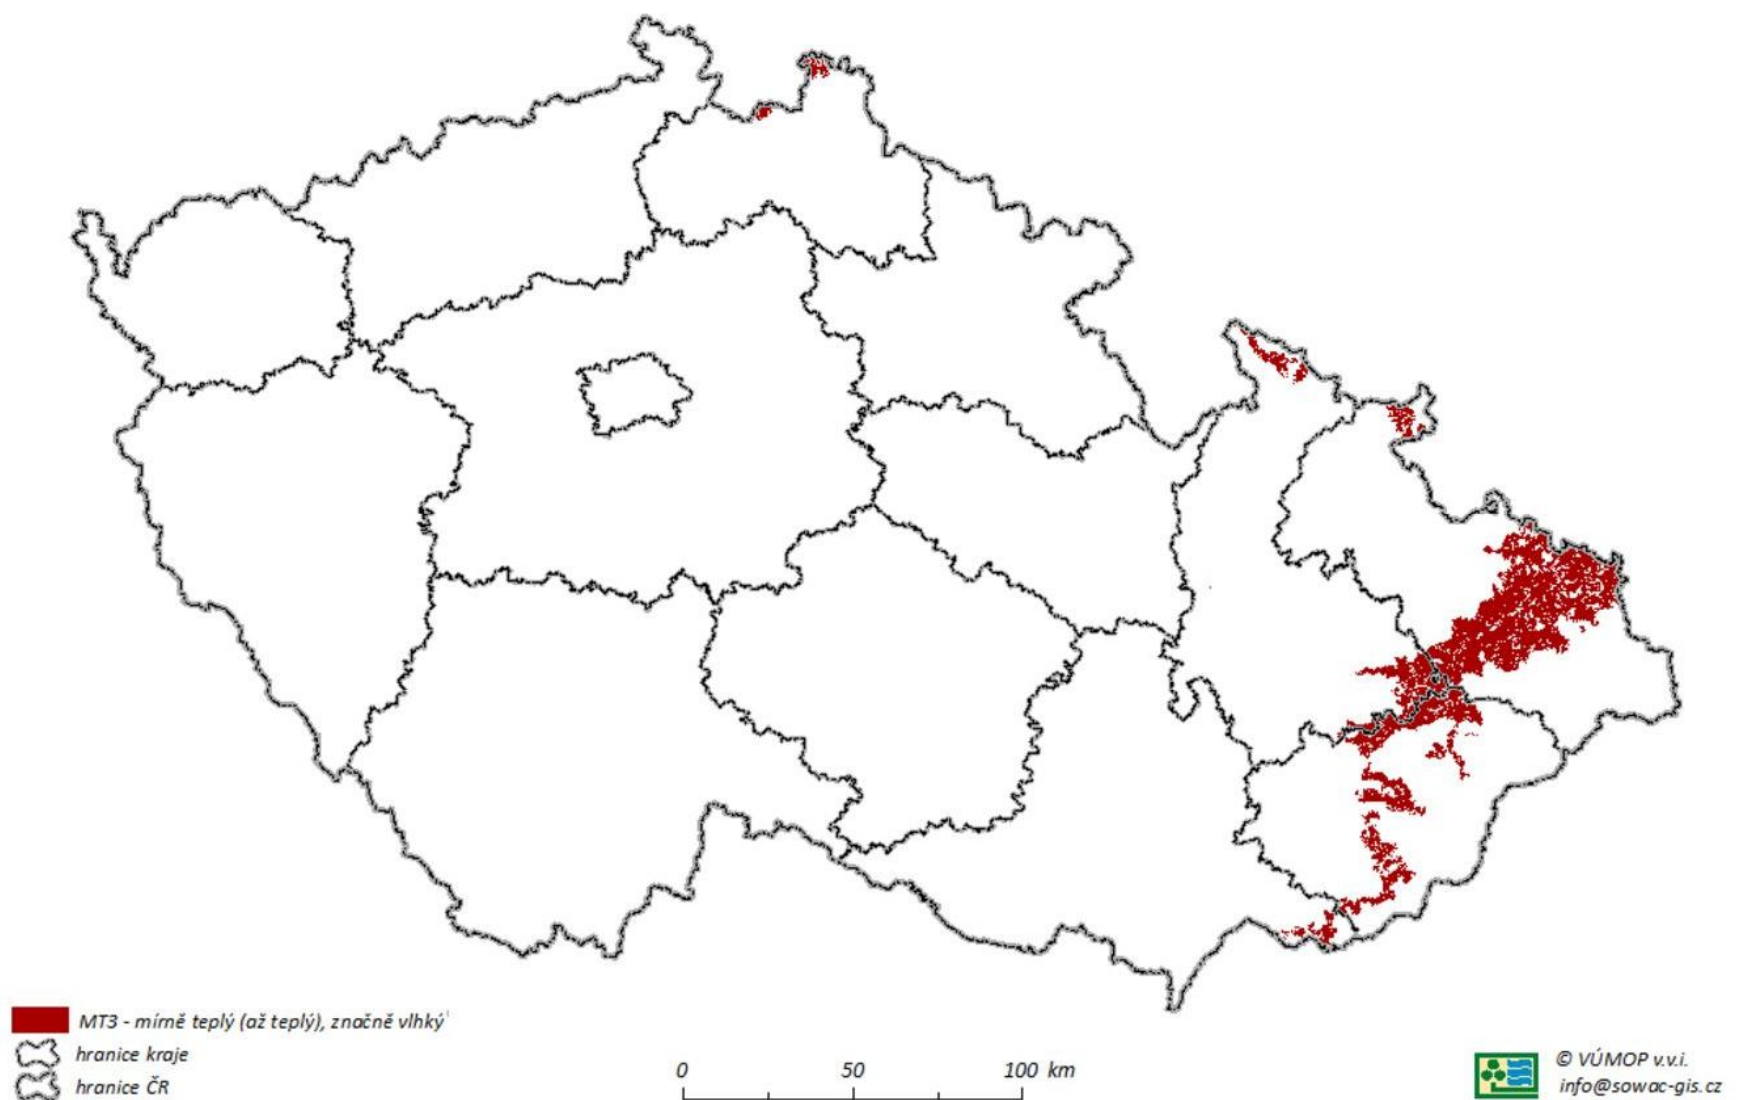 MT3 - mírně teplý (až teplý), značně vlhký
hranice kraje
hranice ČR
0 50 100 km
© VÚMOP v.v.i.
info@sowac-gis.cz